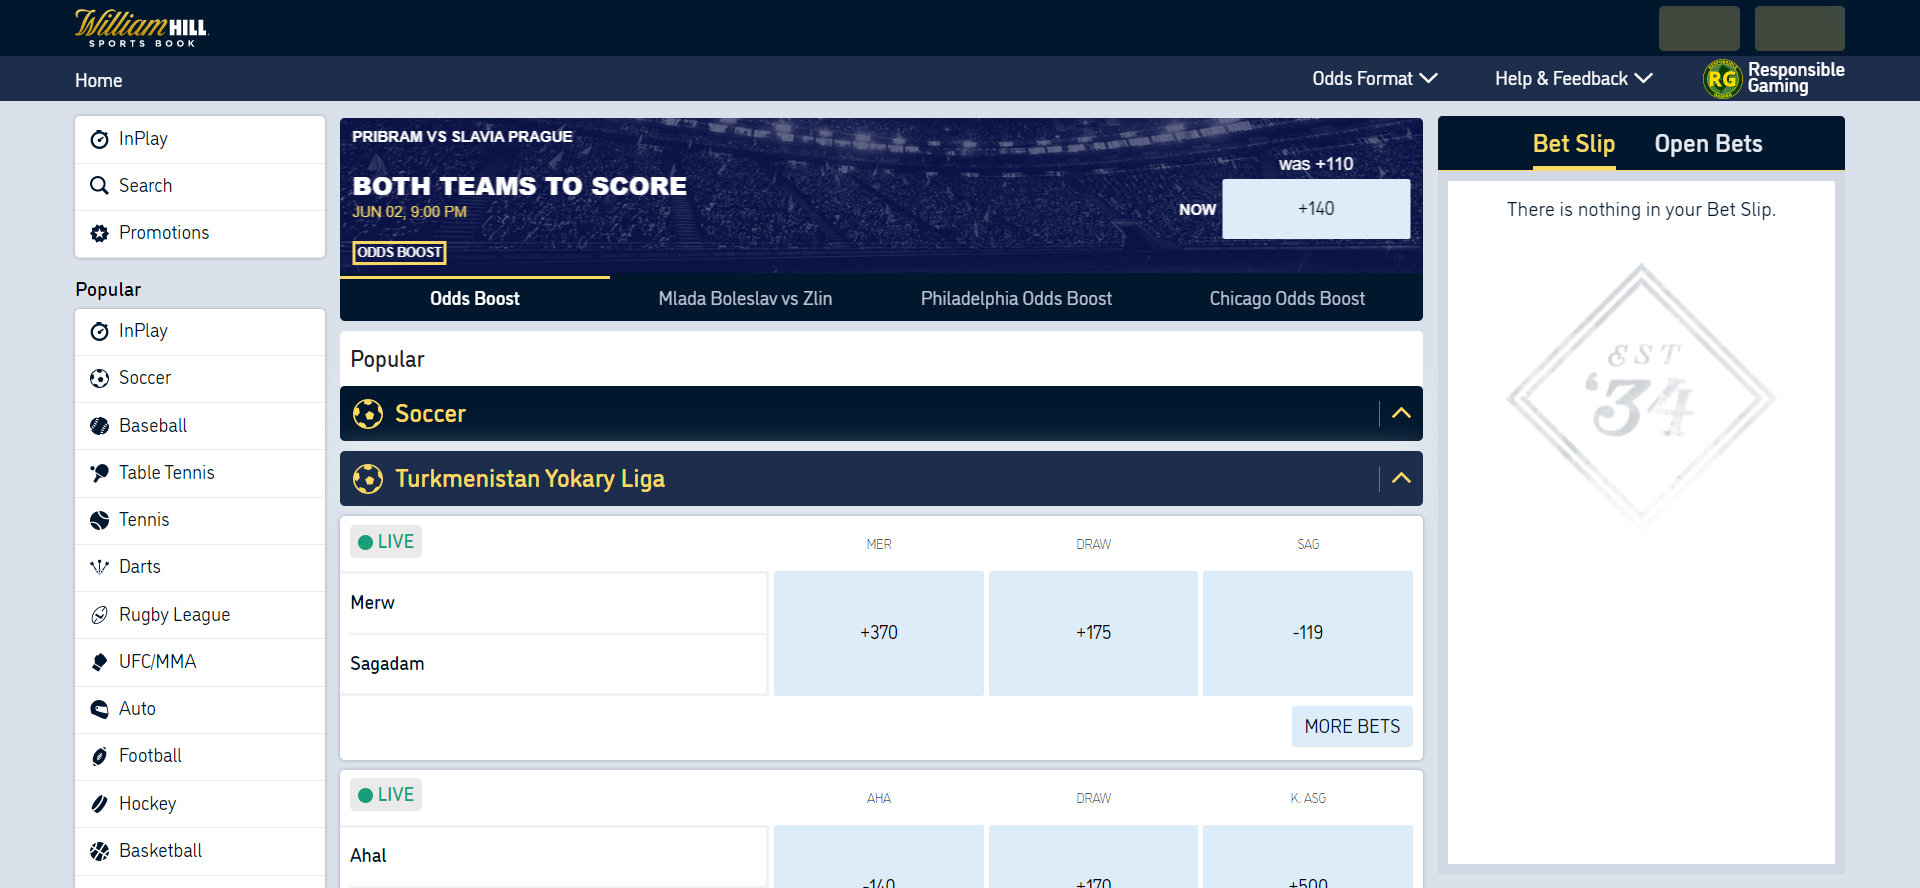 William HILL
SPORTS BOOK
Home
Odds Format
Help & Feedback
RG
Responsible
Gaming
InPlay
Search
Promotions
Popular
InPlay
Soccer
Baseball
Table Tennis
Tennis
Darts
Rugby League
UFC/MMA
Auto
Football
Hockey
Basketball
PRIBRAM VS SLAVIA PRAGUE
BOTH TEAMS TO SCORE
JUN 02, 9:00 PM
ODDS BOOST
was +110
NOW
+140
Odds Boost
Mlada Boleslav vs Zlin
Philadelphia Odds Boost
Chicago Odds Boost
Popular
Soccer
Turkmenistan Yokary Liga
LIVE
MER
DRAW
SAG
Merw
Sagadam
+370
+175
-119
MORE BETS
LIVE
AHA
DRAW
K. ASG
Ahal
-140
+170
+500
Bet Slip
Open Bets
There is nothing in your Bet Slip.
EST
'34